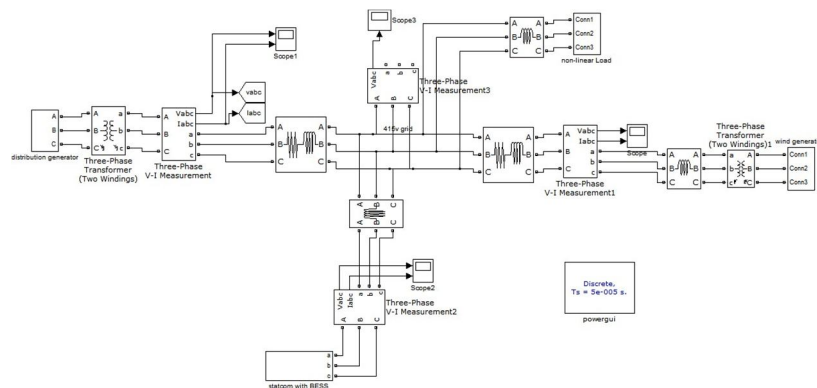 Scope3
Conn1
Conn2
Conn3
non-linear Load
A
B
C
A
B
C
Scope1
Vabc
a
b
c
A
B
C
Three-Phase
V-I Measurement3
vabc
Iabc
415v grid
A
B
C
distribution generator
A
B
C
a
b
c
Three-Phase
Transformer
(Two Windings)
A
B
C
Vabc
Iabc
a
b
c
Three-Phase
V-I Measurement
A
B
C
A
B
C
A
B
C
A
B
C
A
B
C
Vabc
Iabc
a
b
c
Three-Phase
V-I Measurement1
Scope
A
B
C
A
B
C
Three-Phase
Transformer
(Two Windings)1
a
b
c
A
B
C
wind generat
Conn1
Conn2
Conn3
A
B
C
A
B
C
Scope2
Vabc
Iabc
a
b
c
A
B
C
Three-Phase
V-I Measurement2
a
b
c
statcom with BESS
Discrete,
Ts = 5e-005 s.
powergui